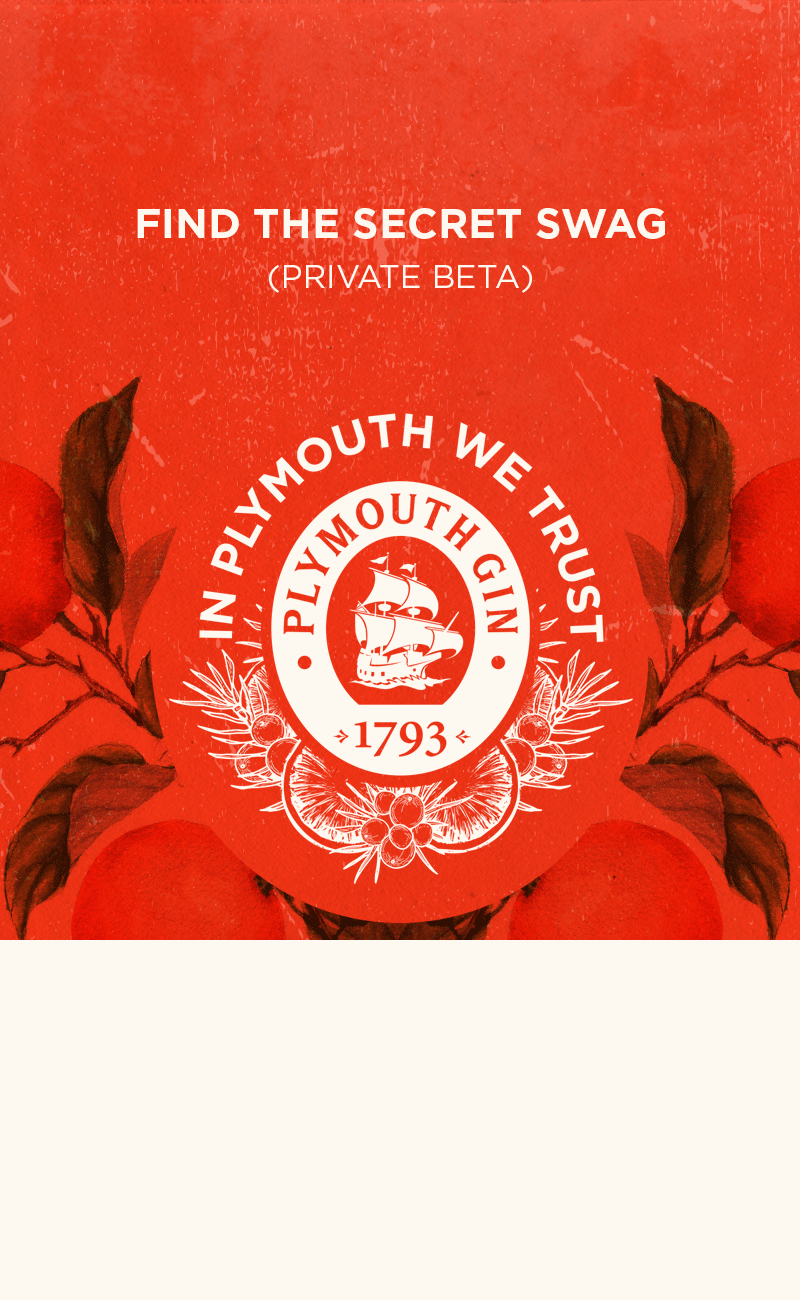 FIND THE SECRET SWAG
(PRIVATE BETA)
IN PLYMOUTH WE TRUST
PLYMOUTH GIN
1793